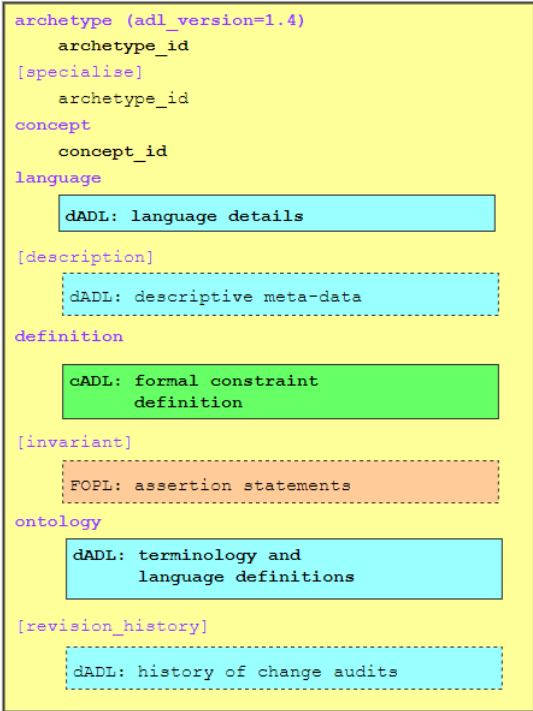 archetype (adl_version=1.4)
archetype_id
[specialise]
archetype_id
concept
concept_id
language
dADL: language details
[description]
dADL: descriptive meta-data
definition
cADL: formal constraint
definition
[invariant]
FOPL: assertion statements
ontology
dADL: terminology and
language definitions
[revision_history]
dADL: history of change audits